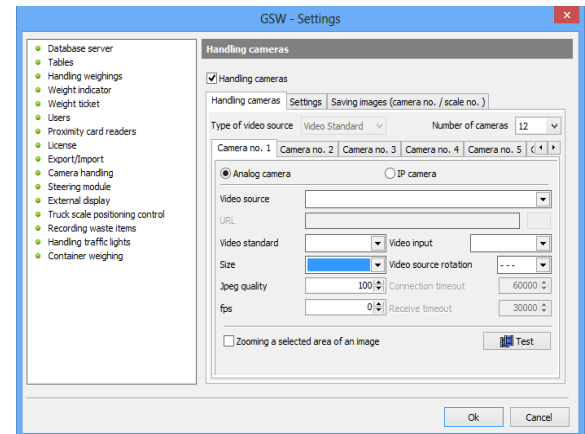 GSW - Settings
Database server
Tables
Handling weighings
Weight indicator
Weight ticket
Users
Proximity card readers
License
Export/Import
Camera handling
Steering module
External display
Truck scale positioning control
Recording waste items
Handling traffic lights
Container weighing
Handling cameras
Handling cameras
Handling cameras Settings Saving images (camera no. / scale no. )
Type of video source Video Standard Number of cameras 12
Camera no. 1 Camera no. 2 Camera no. 3 Camera no. 4 Camera no. 5
Analog camera IP camera
Video source
URL
Video standard Video input
Size Video source rotation ---
Jpeg quality 100 Connection timeout 60000
fps 0 Receive timeout 30000
Zooming a selected area of an image Test
Ok Cancel